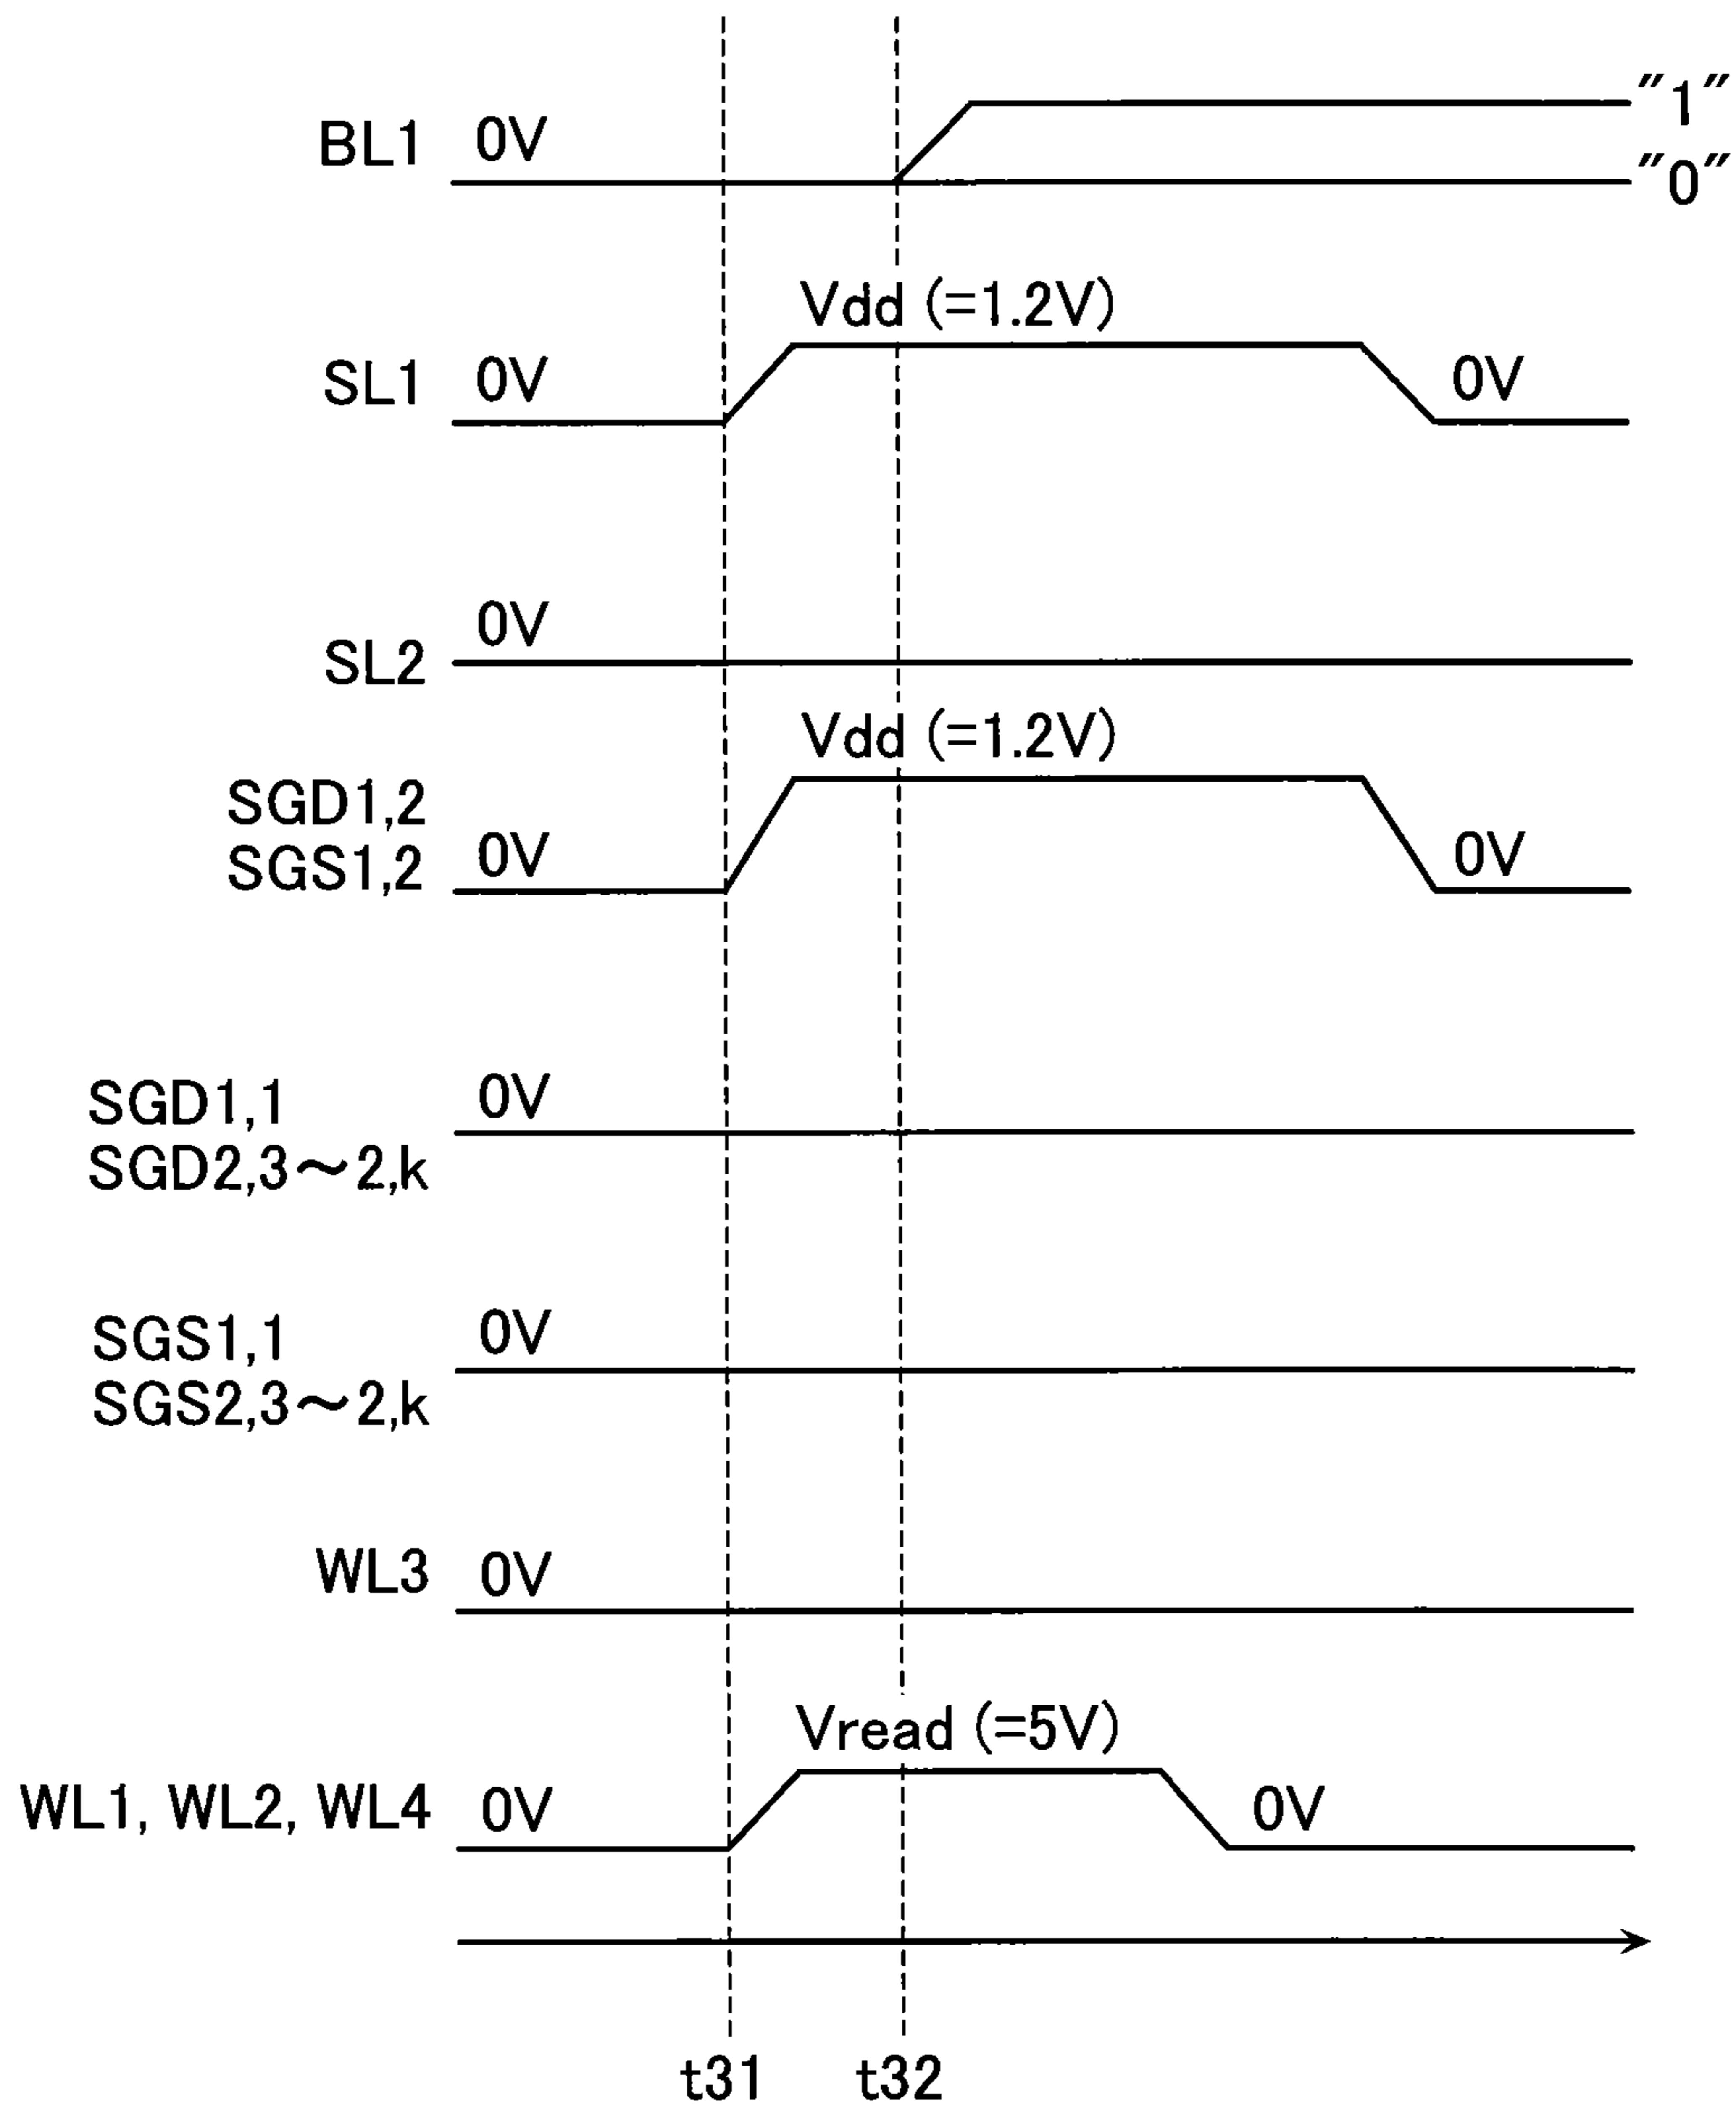 BL1 0V "1"
"0"
Vdd (=1.2V)
SL1 0V 0V
0V
SL2
Vdd (=1.2V)
SGD1,2
SGS1,2 0V 0V
SGD1,1 0V
SGD2,3〜2,k
SGS1,1 0V
SGS2,3〜2,k
WL3 0V
Vread (=5V)
WL1, WL2, WL4 0V 0V
t31 t32